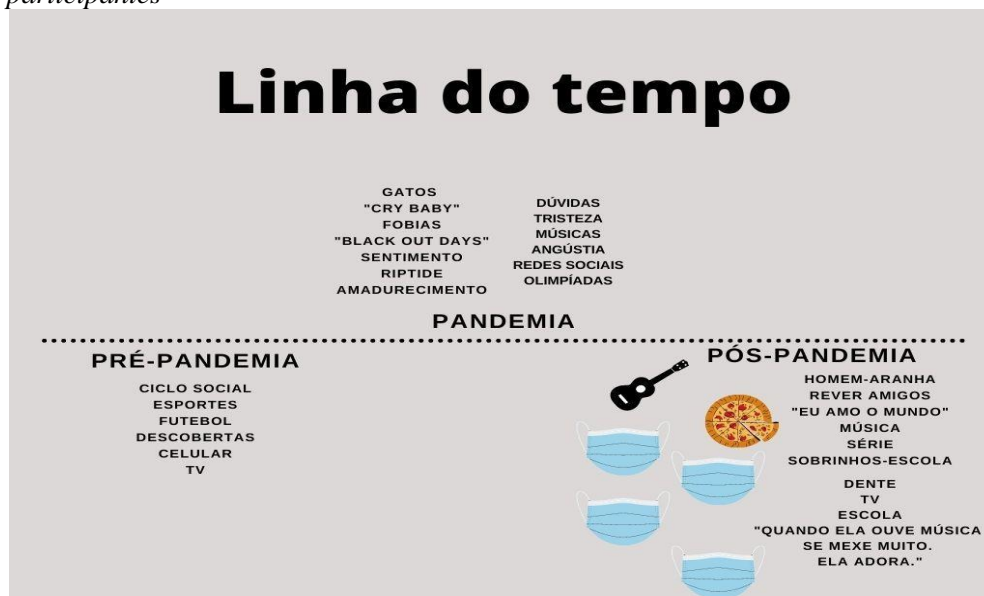 participantes
Linha do tempo
GATOS
"CRY BABY"
FOBIAS
"BLACK OUT DAYS"
SENTIMENTO
RIPTIDE
AMADURECIMENTO
DÚVIDAS
TRISTEZA
MÚSICAS
ANGÚSTIA
REDES SOCIAIS
OLIMPÍADAS
PANDEMIA
PRÉ-PANDEMIA
CICLO SOCIAL
ESPORTES
FUTEBOL
DESCOBERTAS
CELULAR
TV
PÓS-PANDEMIA
HOMEM-ARANHA
REVER AMIGOS
"EU AMO O MUNDO"
MÚSICA
SÉRIE
SOBRINHOS-ESCOLA
DENTE
TV
ESCOLA
"QUANDO ELA OUVE MÚSICA
SE MEXE MUITO.
ELA ADORA."